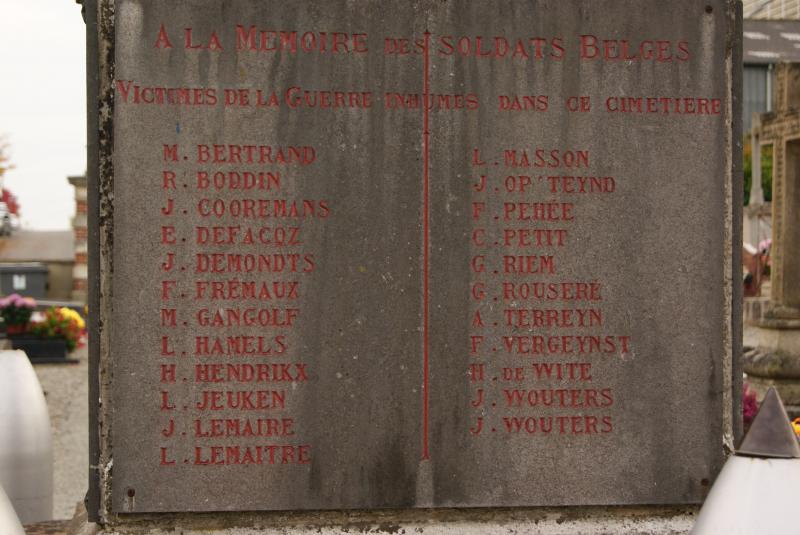 A LA MEMOIRE DES SOLDATS BELGES
VICTIMES DE LA GUERRE INHUMES DANS CE CIMETIERE
M. BERTRAND
R. BODDIN
J. COOREMANS
E. DEFACQZ
J. DEMONDTS
F. FRÉMAUX
M. GANGOLF
L. HAMELS
H. HENDRIKX
L. JEUKEN
J. LEMAIRE
L. LEMAITRE
L. MASSON
J. OP'TEYND
F. PEHÉE
C. PETIT
G. RIEM
G. ROUSERÉ
A. TERREYN
F. VERGEYNST
H. DE WITE
J. WOUTERS
J. WOUTERS